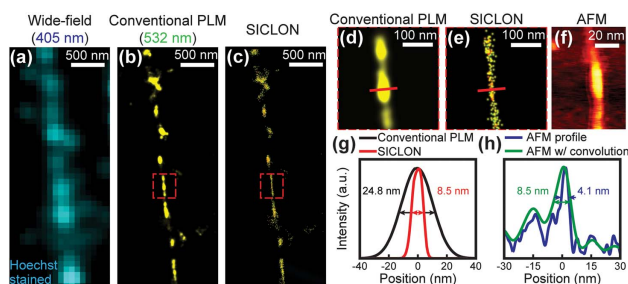 Wide-field
(405 nm)
Conventional PLM
(532 nm)
SICLON
500 nm
500 nm
500 nm
(a)
(b)
(c)
Hoechst
stained
Conventional PLM
SICLON
AFM
100 nm
100 nm
20 nm
(d)
(e)
(f)
(g)
Conventional PLM
SICLON
24.8 nm
8.5 nm
Intensity (a.u.)
-40
-20
0
20
40
Position (nm)
(h)
AFM profile
AFM w/ convolution
8.5 nm
4.1 nm
-30
-15
0
15
30
Position (nm)